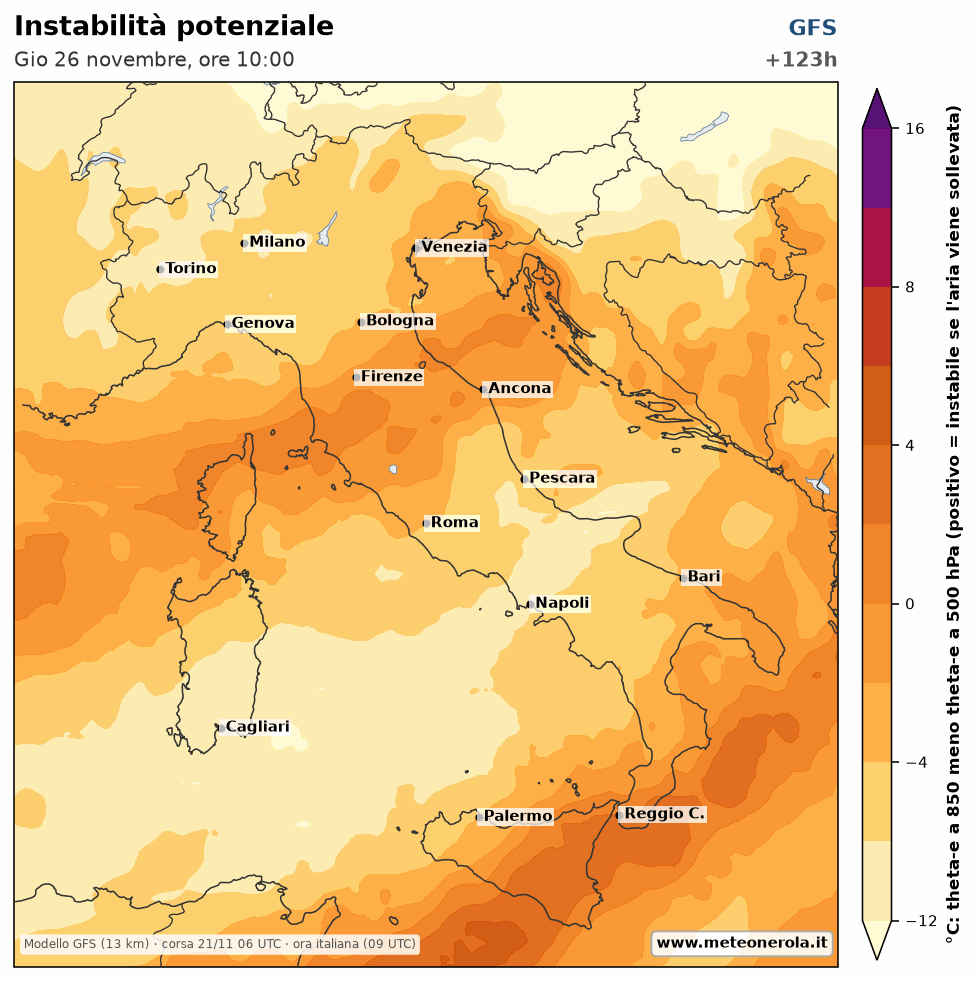 Instabilità potenziale
GFS
Gio 26 novembre, ore 10:00
+123h
Milano
Venezia
Torino
Genova
Bologna
Firenze
Ancona
Pescara
Roma
Bari
Napoli
Cagliari
Palermo
Reggio C.
16
8
4
0
−4
−12
°C: theta-e a 850 meno theta-e a 500 hPa (positivo = instabile se l'aria viene sollevata)
Modello GFS (13 km) · corsa 21/11 06 UTC · ora italiana (09 UTC)
www.meteonerola.it